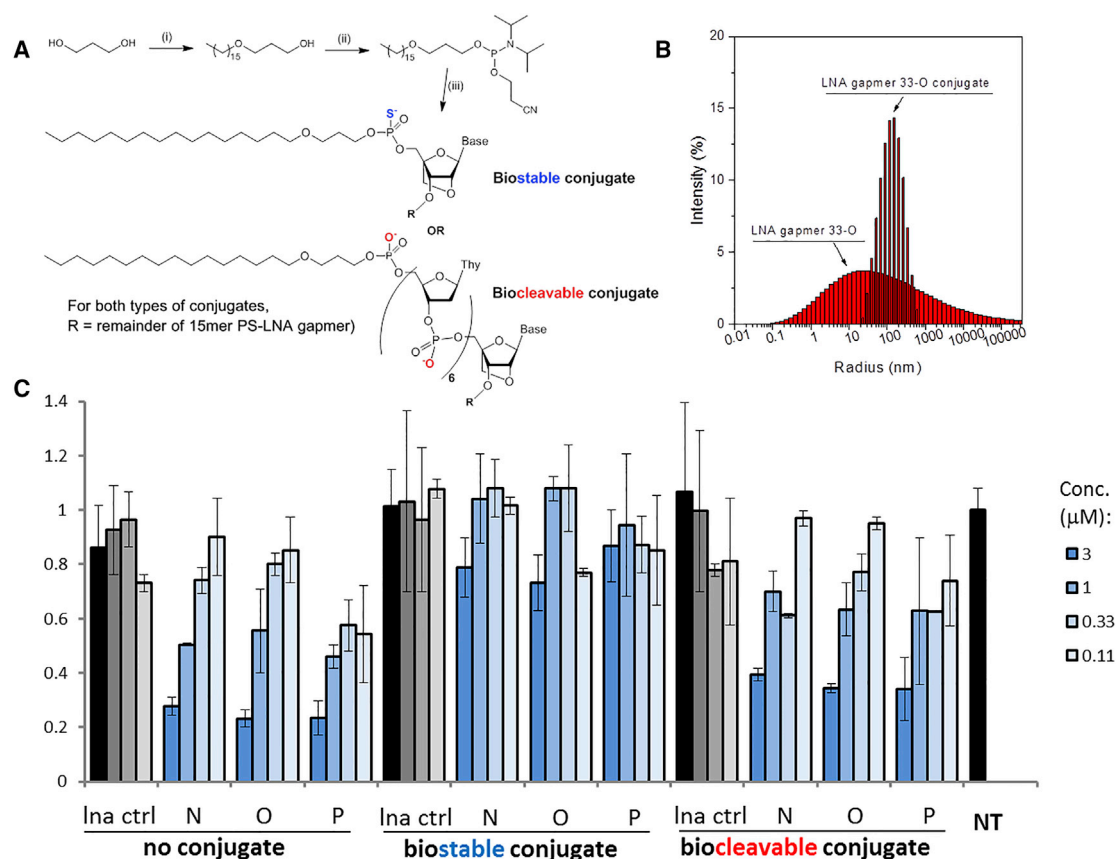 A
HO
OH
(i)
15
O
OH
(ii)
15
O
O
P
N
O
CN
(iii)
S-
O
O
P
O
O
Base
O
O
O
R
Biostable conjugate
OR
O-
O
O
P
O
O
Thy
O
Biocleavable conjugate
For both types of conjugates,
R = remainder of 15mer PS-LNA gapmer)
O
O
P
O
-O
6
Base
O
O
O
R
B
20
15
10
5
0
Intensity (%)
LNA gapmer 33-O conjugate
LNA gapmer 33-O
0.01
0.1
1
10
100
1000
10000
100000
Radius (nm)
C
1.4
1.2
1
0.8
0.6
0.4
0.2
0
lna ctrl N O P lna ctrl N O P lna ctrl N O P NT
no conjugate biostable conjugate biocleavable conjugate
Conc.
(μM):
3
1
0.33
0.11